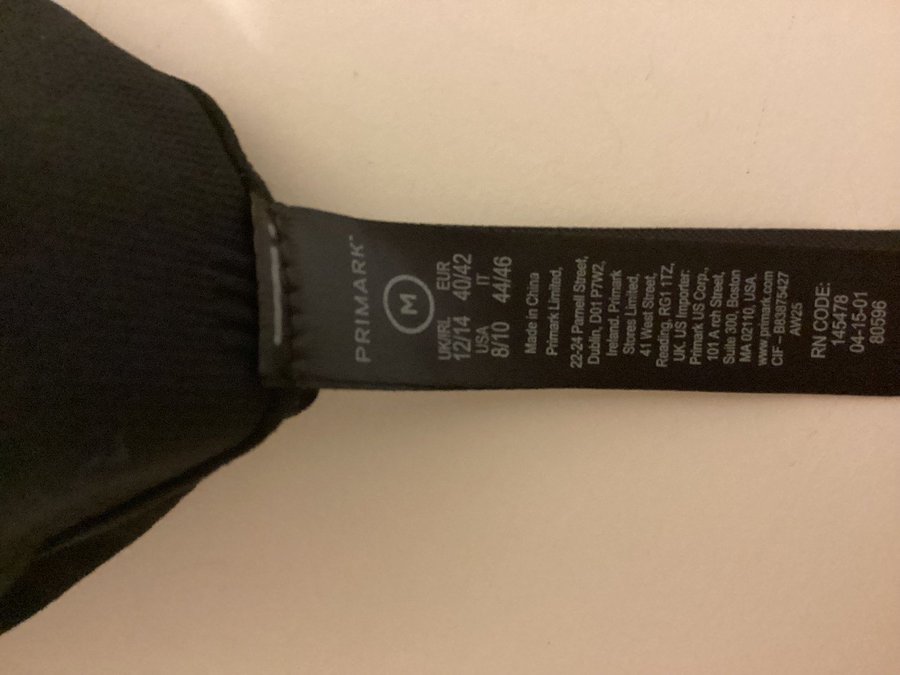 PRIMARK™
M
UK/IRL EUR
12/14 40/42
USA IT
8/10 44/46
Made in China
Primark Limited,
22-24 Parnell Street,
Dublin, D01 P7W2,
Ireland. Primark
Stores Limited,
41 West Street,
Reading, RG1 1TZ,
UK. US Importer:
Primark US Corp.,
101 Arch Street,
Suite 300, Boston
MA 02110, USA.
www.primark.com
CIF – B83875427
AW25
RN CODE:
145478
04-15-01
80596